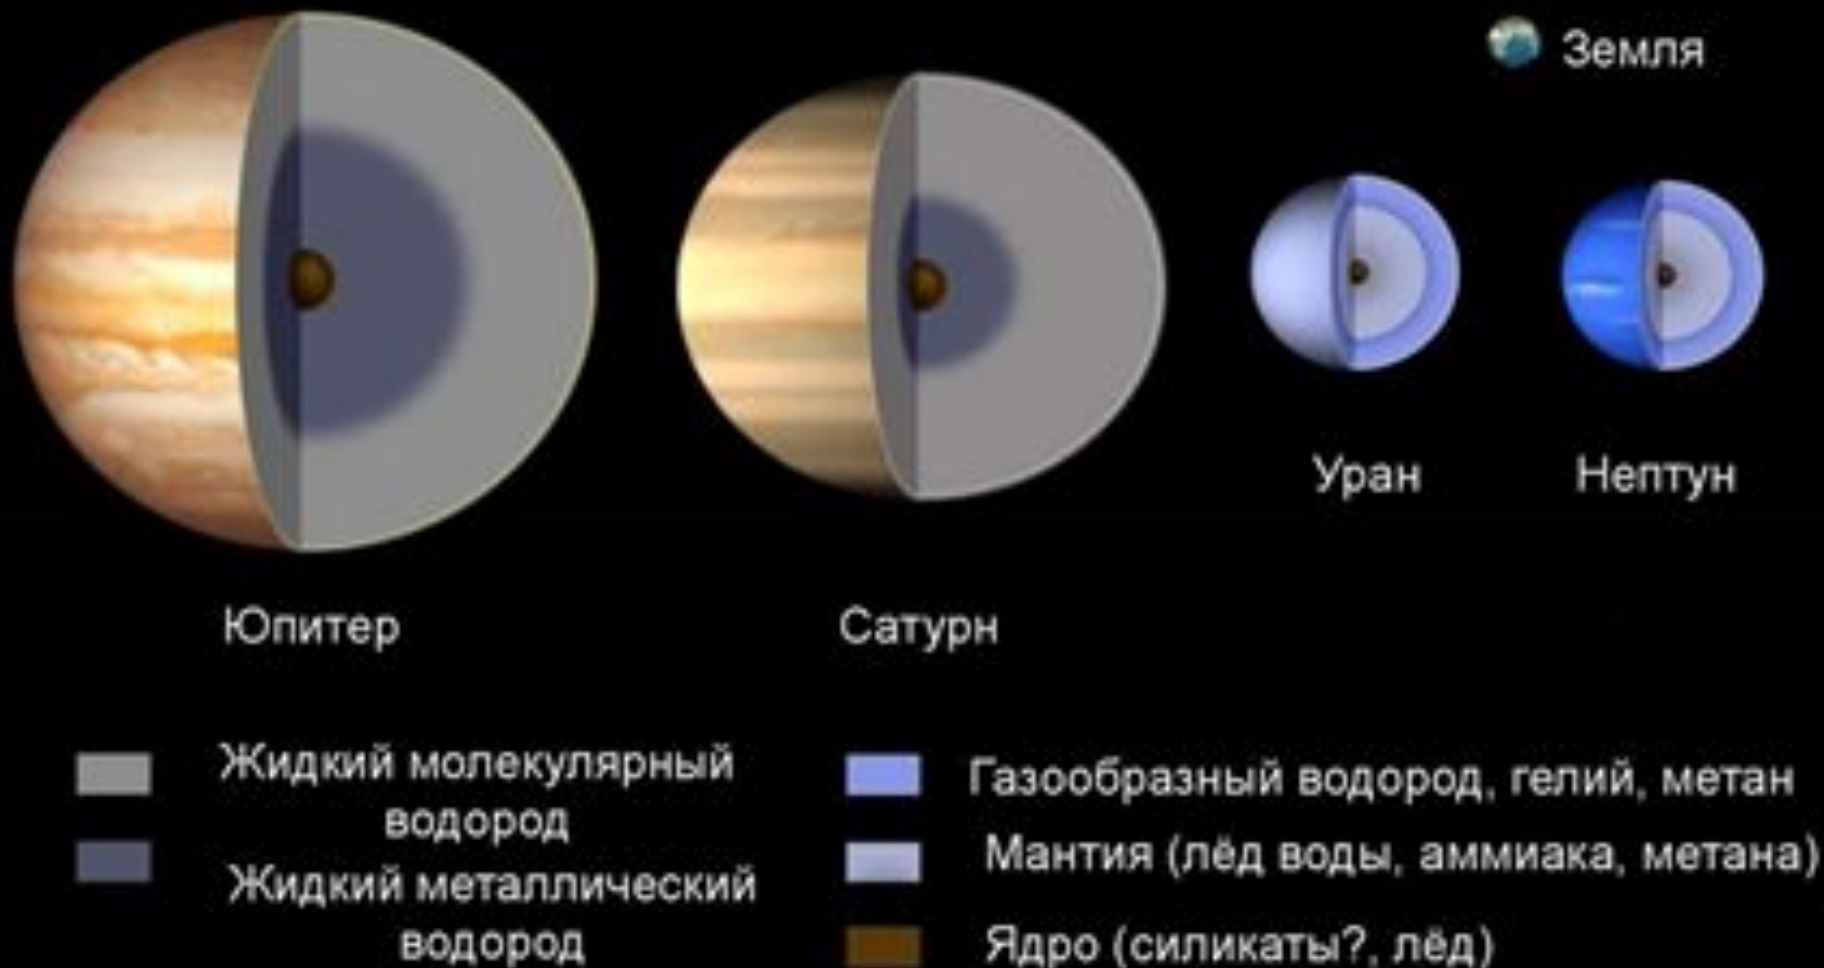 Земля
Уран
Нептун
Юпитер
Сатурн
Жидкий молекулярный
водород
Жидкий металлический
водород
Газообразный водород, гелий, метан
Мантия (лёд воды, аммиака, метана)
Ядро (силикаты?, лёд)